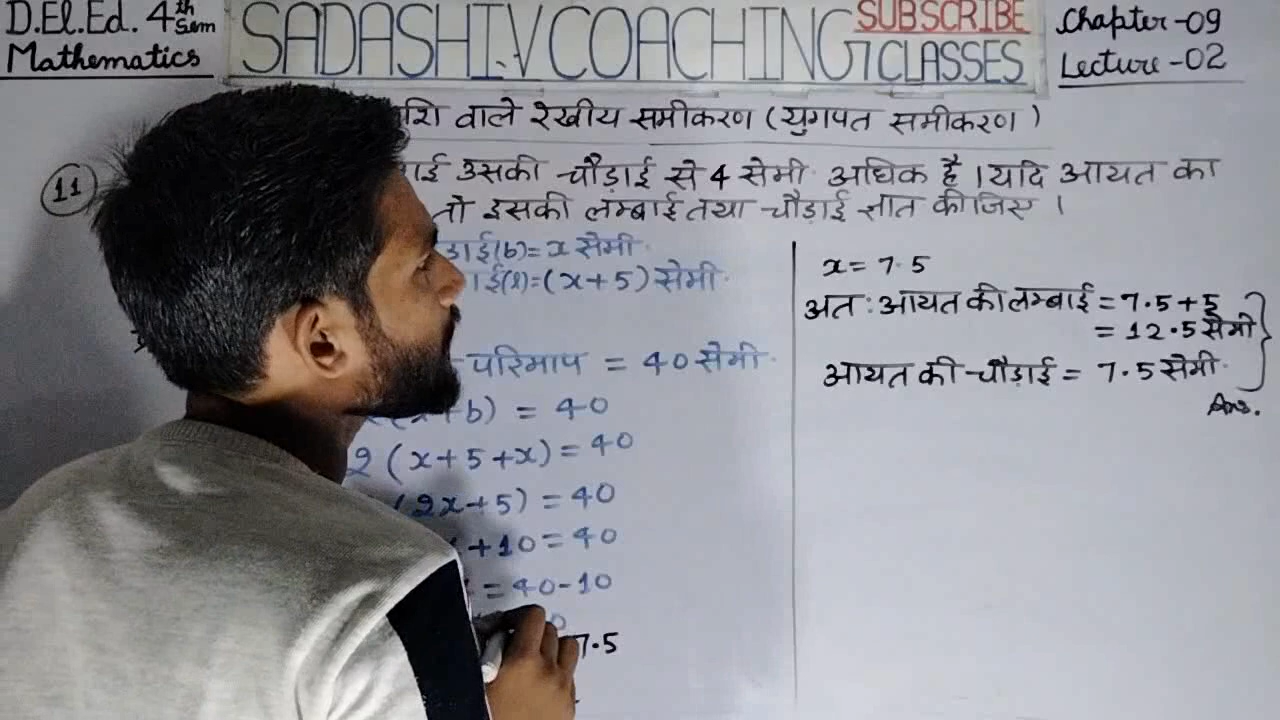 D.El.Ed. 4th Sem
Mathematics
SADASHIV COACHING CLASSES
SUBSCRIBE
Chapter-09
Lecture-02
वाले रेखीय समीकरण (युगपत समीकरण)
11
उसकी चौड़ाई से 4 सेमी. अधिक है। यदि आयत का
तो इसकी लम्बाई तथा चौड़ाई ज्ञात कीजिए।
(b)= x सेमी.
(l)=(x+5) सेमी.
परिमाप = 40 सेमी.
+b) = 40
2(x+5+x)=40
(2x+5) = 40
+10=40
=40-10
7.5
x=7.5
अतः आयत की लम्बाई = 7.5+5
= 12.5 सेमी
आयत की चौड़ाई = 7.5 सेमी.
Ans.